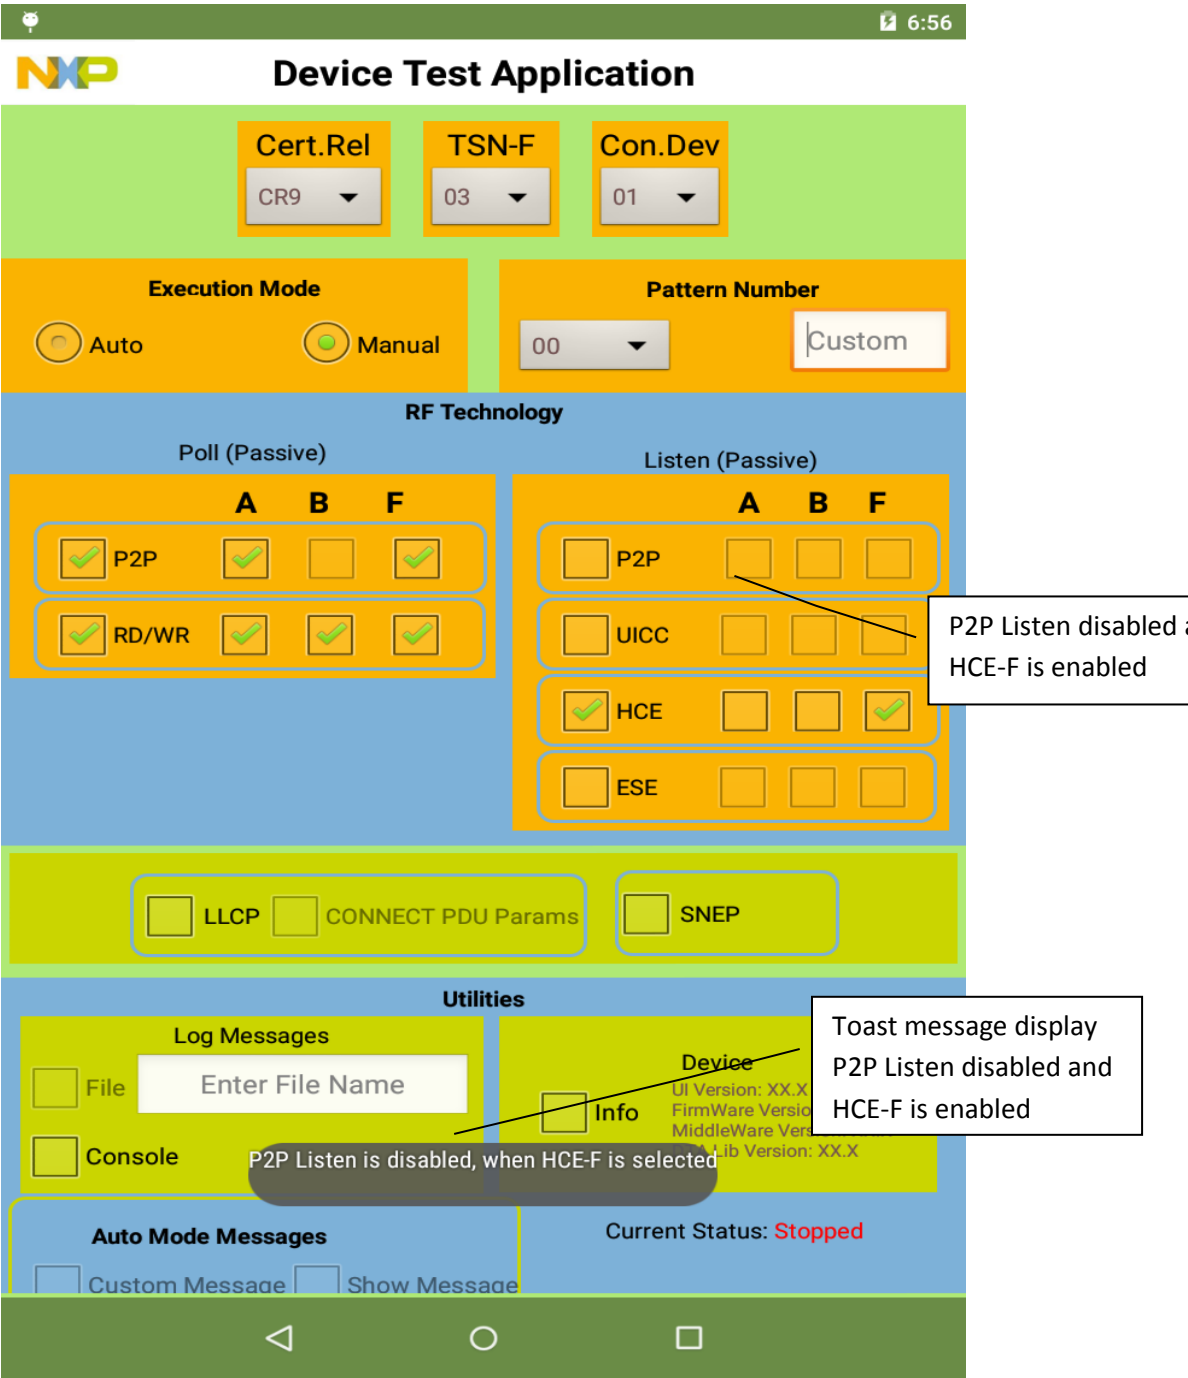 6:56
NXP Device Test Application
Cert.Rel TSN-F Con.Dev
CR9 03 01
Execution Mode
Auto Manual
Pattern Number
00 Custom
RF Technology
Poll (Passive)
A B F
P2P
RD/WR
Listen (Passive)
A B F
P2P
UICC
HCE
ESE
P2P Listen disabled
HCE-F is enabled
LLCP CONNECT PDU Params SNEP
Utilities
Log Messages
File Enter File Name
Console
Device
Info
UI Version: XX.X
FirmWare
MiddleWare
Lib Version: XX.X
Toast message display
P2P Listen disabled and
HCE-F is enabled
P2P Listen is disabled, when HCE-F is selected
Auto Mode Messages
Custom Message Show Message
Current Status: Stopped